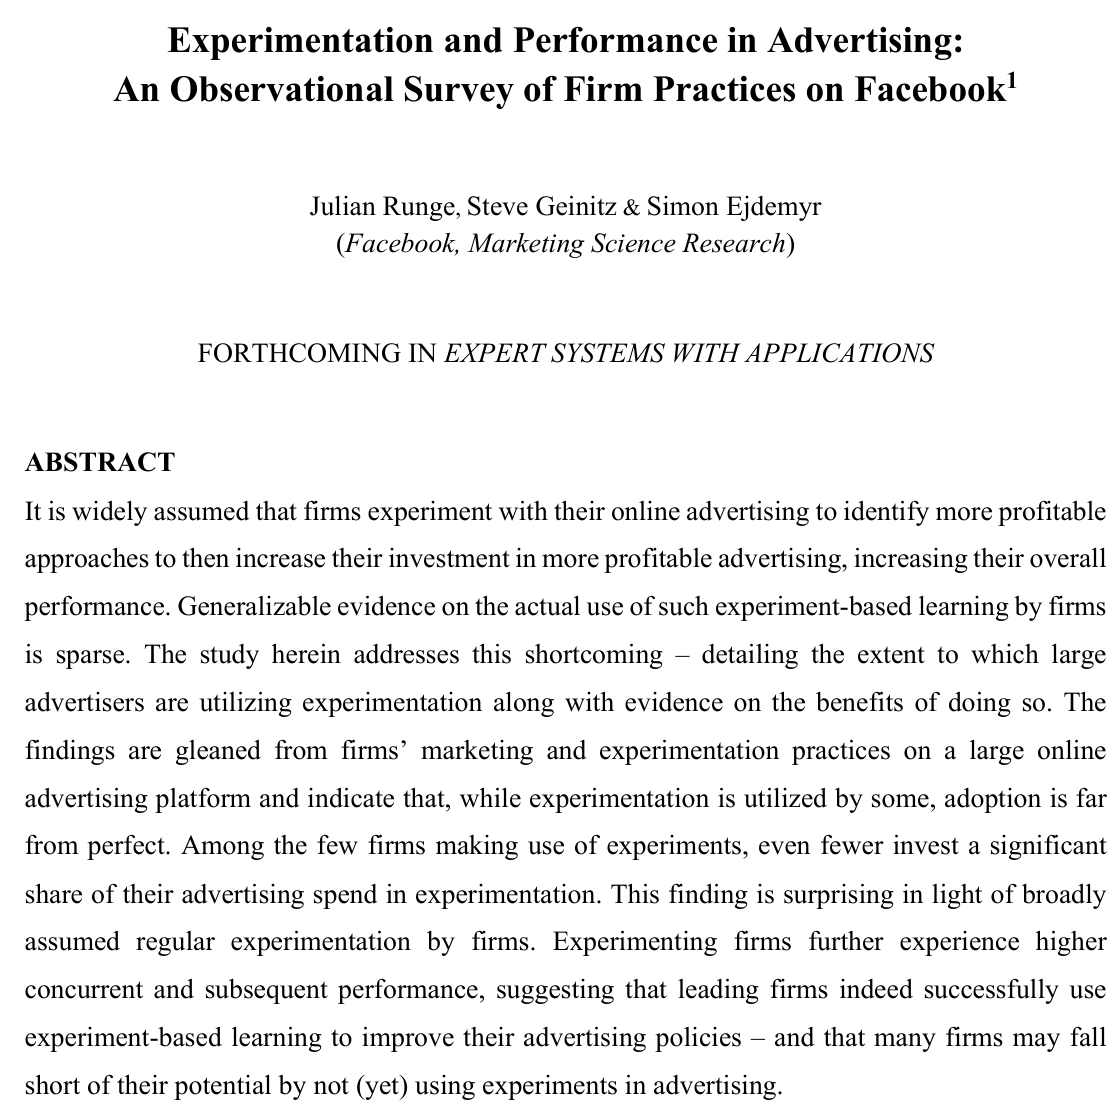 Experimentation and Performance in Advertising:
An Observational Survey of Firm Practices on Facebook1
Julian Runge, Steve Geinitz & Simon Ejdemyr
(Facebook, Marketing Science Research)
FORTHCOMING IN EXPERT SYSTEMS WITH APPLICATIONS
ABSTRACT
It is widely assumed that firms experiment with their online advertising to identify more profitable
approaches to then increase their investment in more profitable advertising, increasing their overall
performance. Generalizable evidence on the actual use of such experiment-based learning by firms
is sparse. The study herein addresses this shortcoming – detailing the extent to which large
advertisers are utilizing experimentation along with evidence on the benefits of doing so. The
findings are gleaned from firms’ marketing and experimentation practices on a large online
advertising platform and indicate that, while experimentation is utilized by some, adoption is far
from perfect. Among the few firms making use of experiments, even fewer invest a significant
share of their advertising spend in experimentation. This finding is surprising in light of broadly
assumed regular experimentation by firms. Experimenting firms further experience higher
concurrent and subsequent performance, suggesting that leading firms indeed successfully use
experiment-based learning to improve their advertising policies – and that many firms may fall
short of their potential by not (yet) using experiments in advertising.